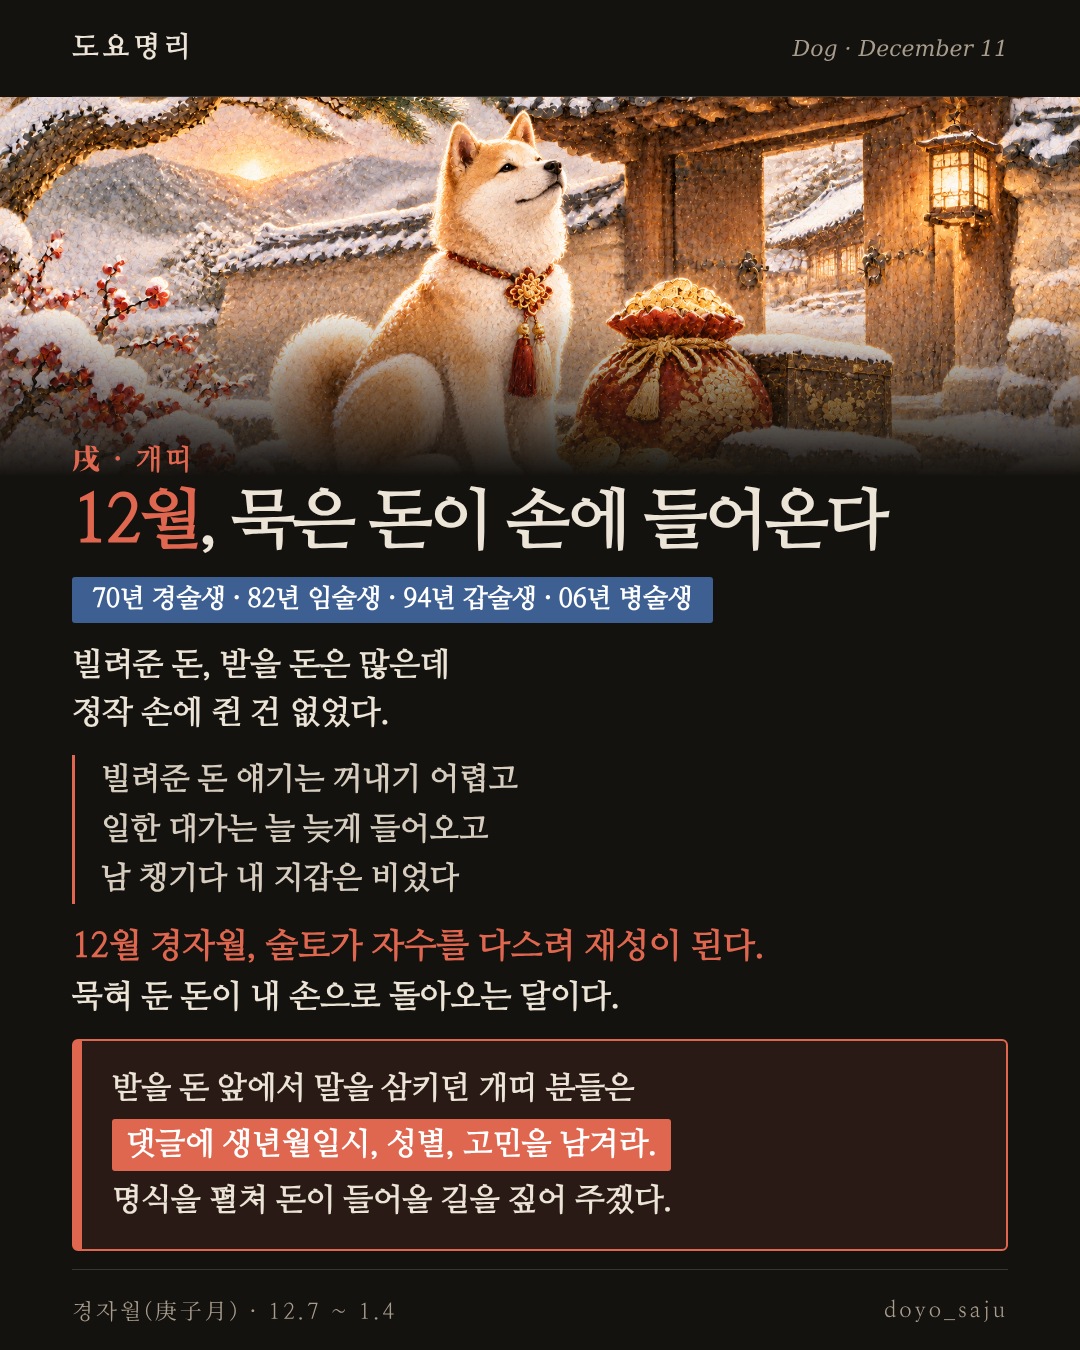 도요명리
Dog · December 11
戌 · 개띠
12월, 묵은 돈이 손에 들어온다
70년 경술생 · 82년 임술생 · 94년 갑술생 · 06년 병술생
빌려준 돈, 받을 돈은 많은데
정작 손에 쥔 건 없었다.
빌려준 돈 얘기는 꺼내기 어렵고
일한 대가는 늘 늦게 들어오고
남 챙기다 내 지갑은 비었다
12월 경자월, 술토가 자수를 다스려 재성이 된다.
묵혀 둔 돈이 내 손으로 돌아오는 달이다.
받을 돈 앞에서 말을 삼키던 개띠 분들은
댓글에 생년월일시, 성별, 고민을 남겨라.
명식을 펼쳐 돈이 들어올 길을 짚어 주겠다.
경자월(庚子月) · 12.7 ~ 1.4
doyo_saju